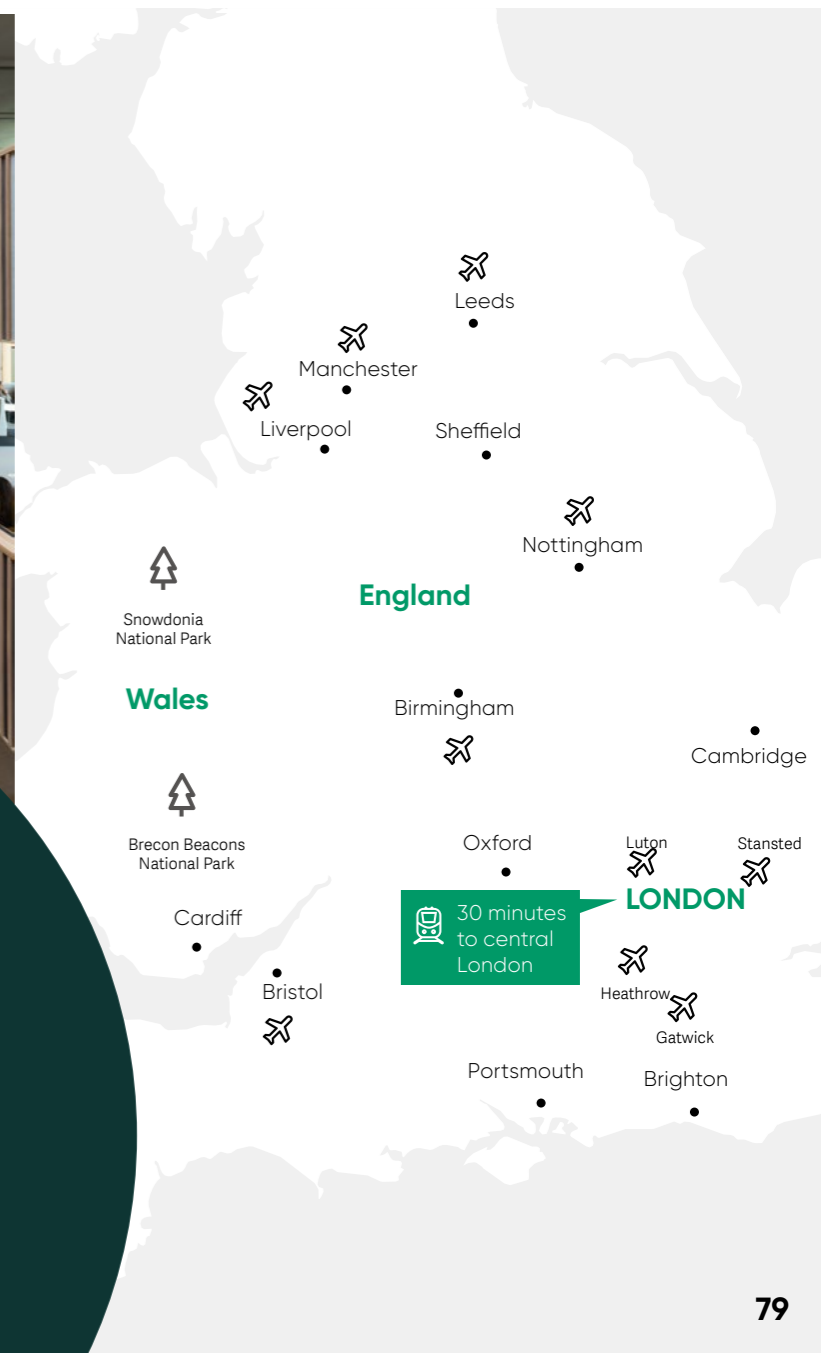 Leeds
Manchester
Liverpool
Sheffield
Nottingham
England
Snowdonia
National Park
Wales
Birmingham
Cambridge
Brecon Beacons
National Park
Oxford
Luton
Stansted
LONDON
30 minutes
to central
London
Cardiff
Bristol
Heathrow
Gatwick
Portsmouth
Brighton
79